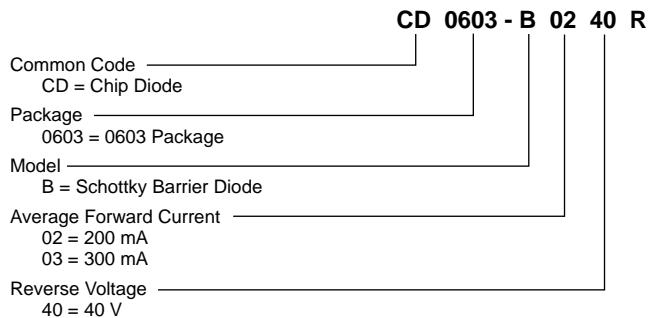 CD 0603 - B 02 40 R
Common Code
CD = Chip Diode
Package
0603 = 0603 Package
Model
B = Schottky Barrier Diode
Average Forward Current
02 = 200 mA
03 = 300 mA
Reverse Voltage
40 = 40 V